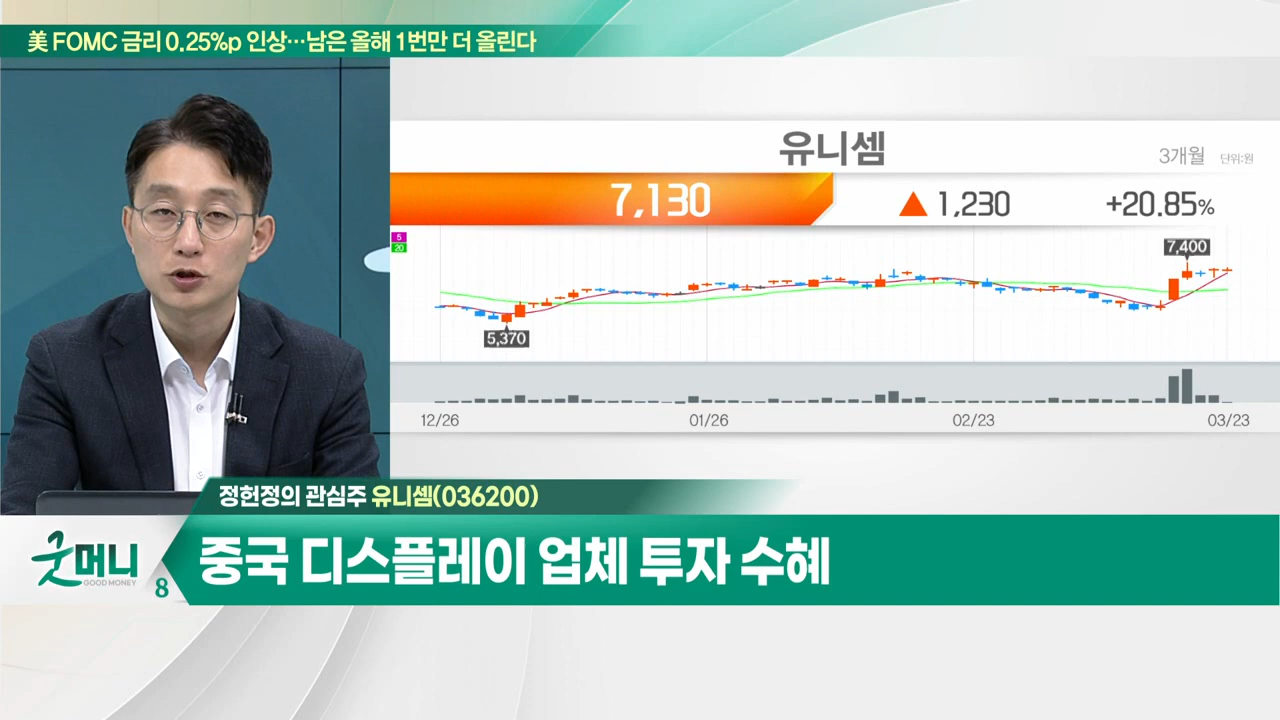 美 FOMC 금리 0.25%p 인상…남은 올해 1번만 더 올린다
유니셈
3개월 단위:원
7,130 ▲ 1,230 +20.85%
5
20
7,400
5,370
12/26 01/26 02/23 03/23
정헌정의 관심주 유니셈(036200)
중국 디스플레이 업체 투자 수혜
굿머니
GOOD MONEY
8